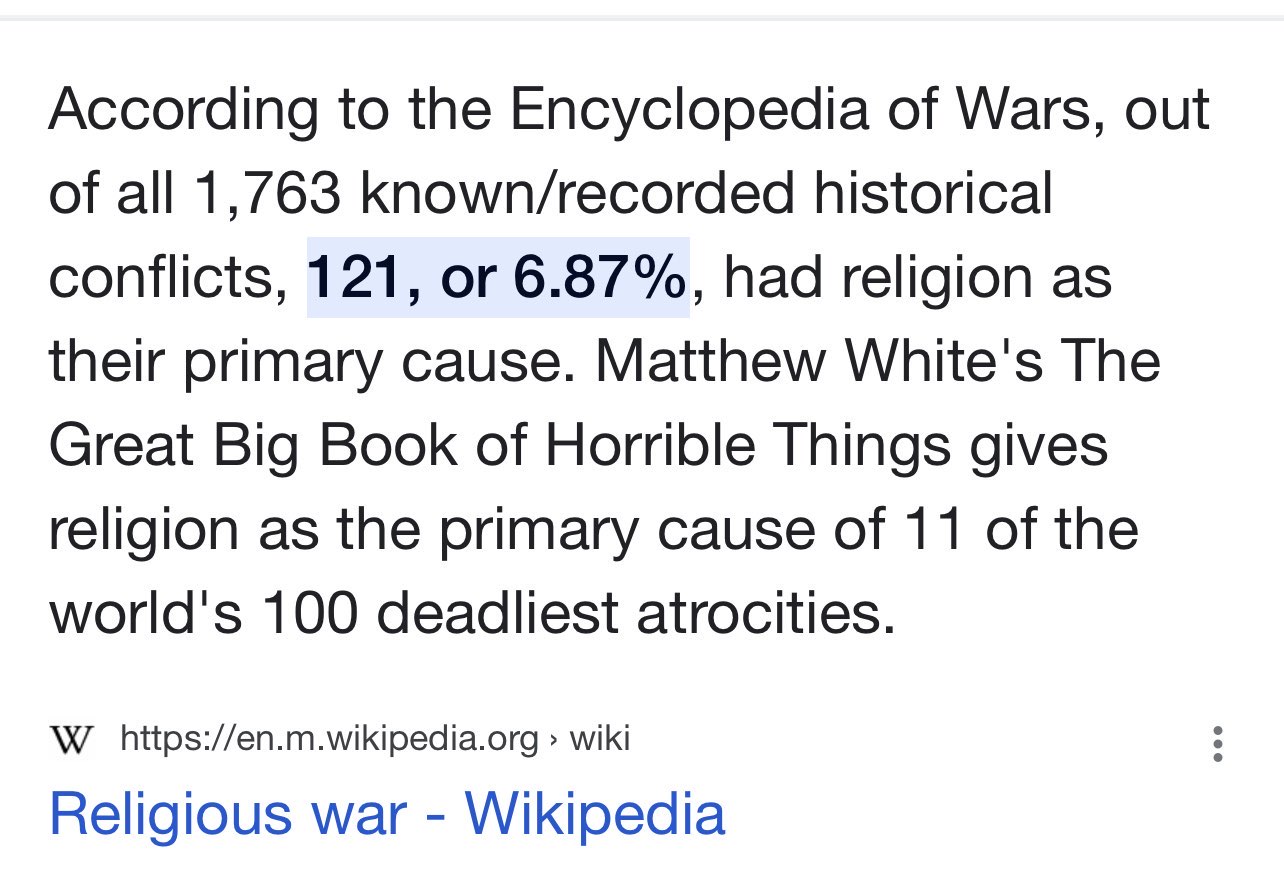 According to the Encyclopedia of Wars, out
of all 1,763 known/recorded historical
conflicts, 121, or 6.87%, had religion as
their primary cause. Matthew White's The
Great Big Book of Horrible Things gives
religion as the primary cause of 11 of the
world's 100 deadliest atrocities.
W https://en.m.wikipedia.org › wiki
Religious war - Wikipedia